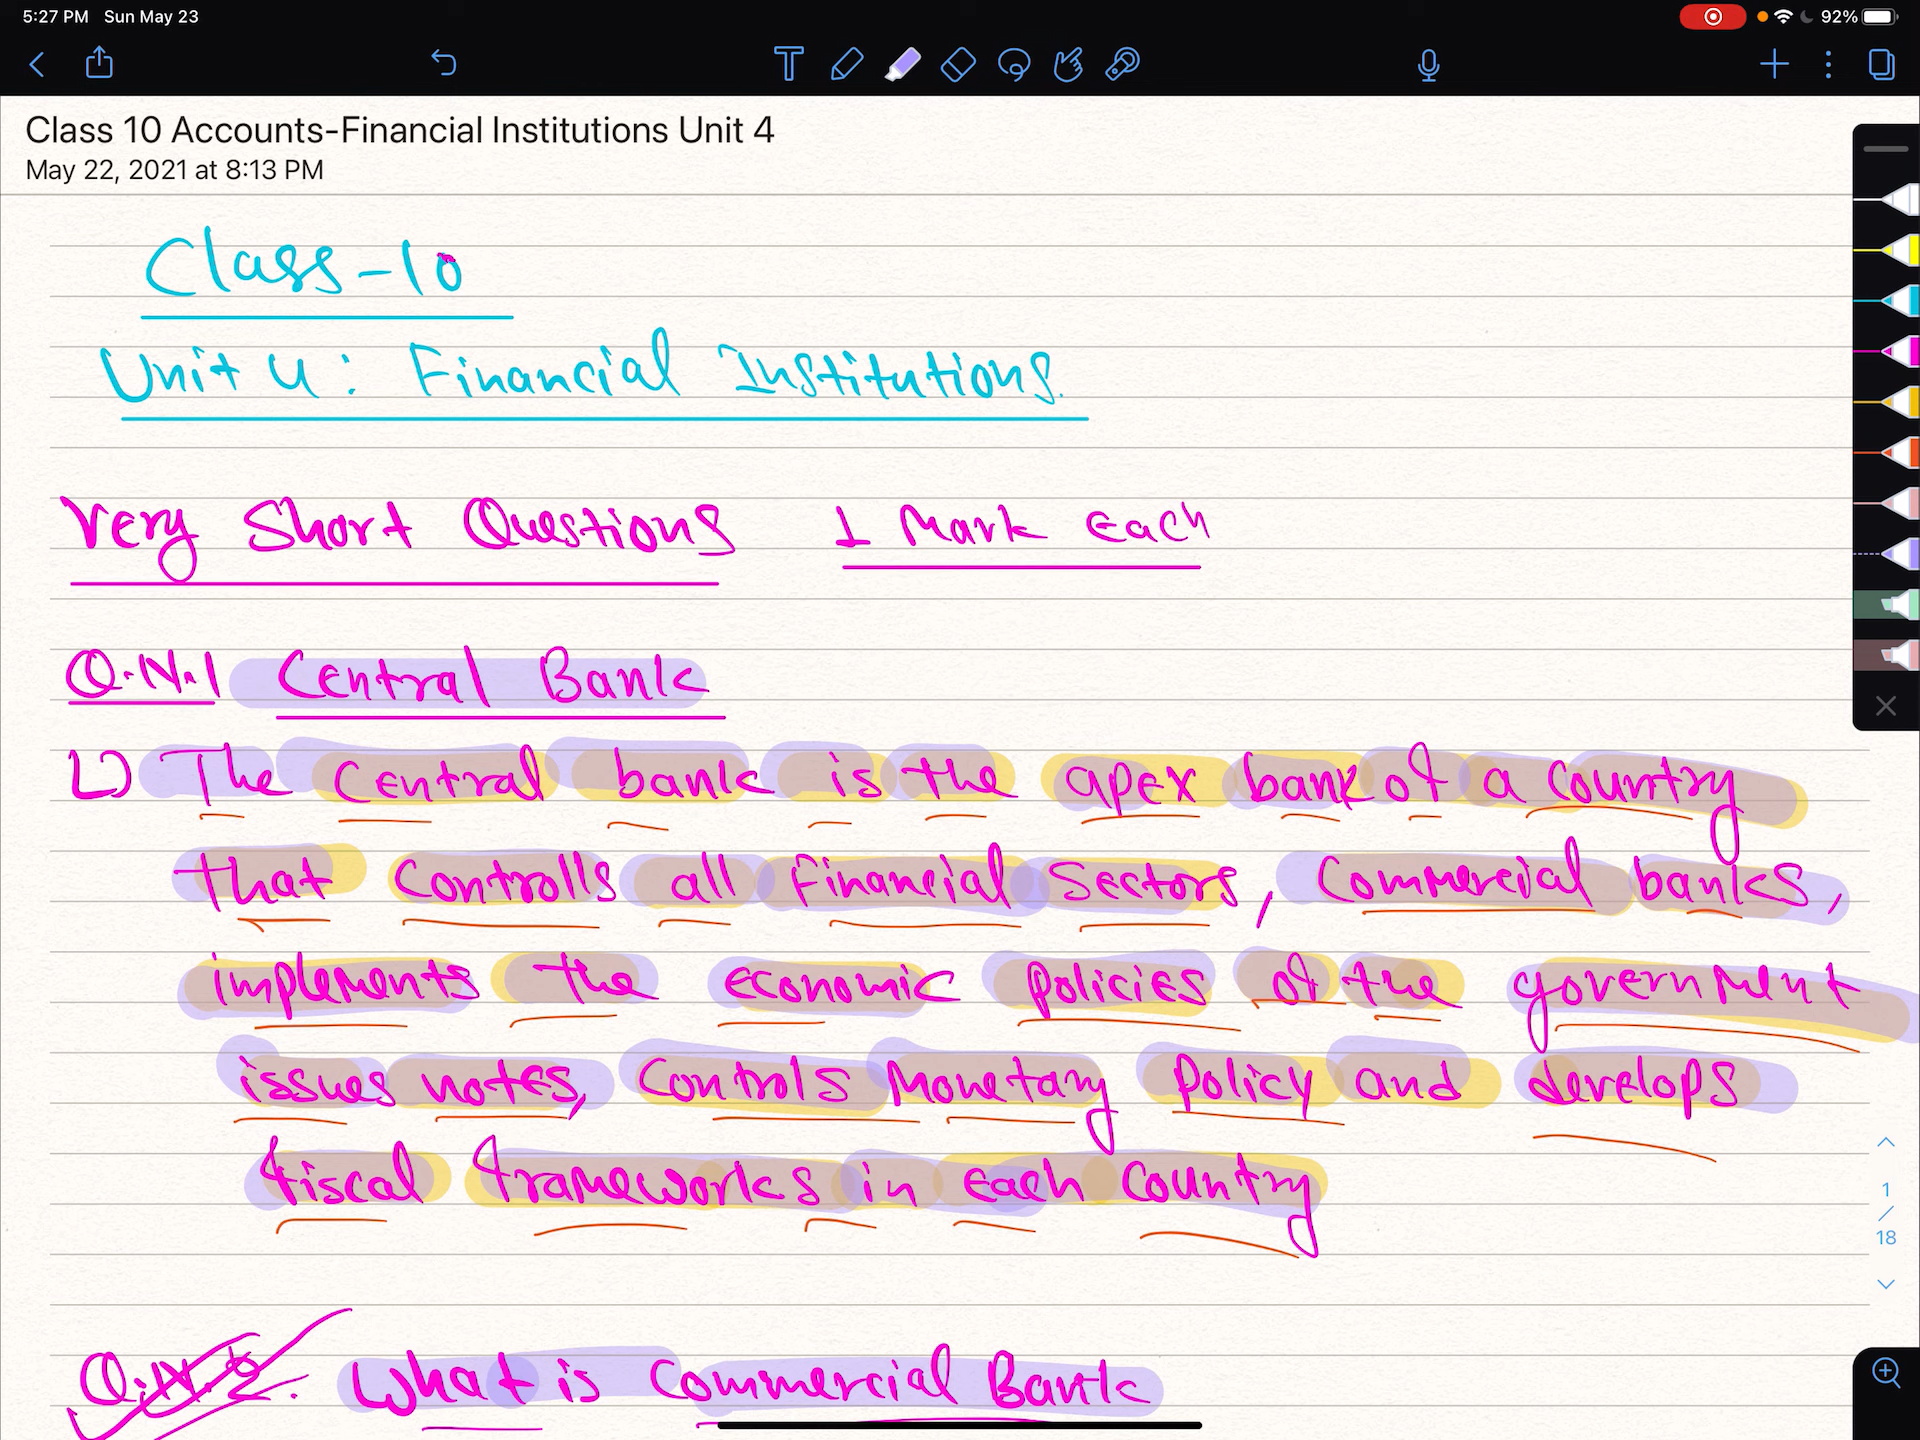 5:27 PM Sun May 23
92%
Class 10 Accounts-Financial Institutions Unit 4
May 22, 2021 at 8:13 PM
Class-10
Unit 4: Financial Institutions.
Very Short Questions 1 Mark Each
Q.N.1 Central Bank
The Central bank is the apex bank of a country
that controlls all financial sectors, commercial banks,
implements the economic policies of the government
issues notes, controls monetary policy and develops
fiscal frameworks in each country
1
/
18
Q.N.2. What is Commercial Bank